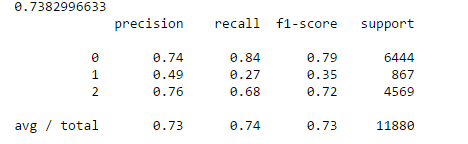 0.7382996633
precision recall f1-score support
0 0.74 0.84 0.79 6444
1 0.49 0.27 0.35 867
2 0.76 0.68 0.72 4569
avg / total 0.73 0.74 0.73 11880